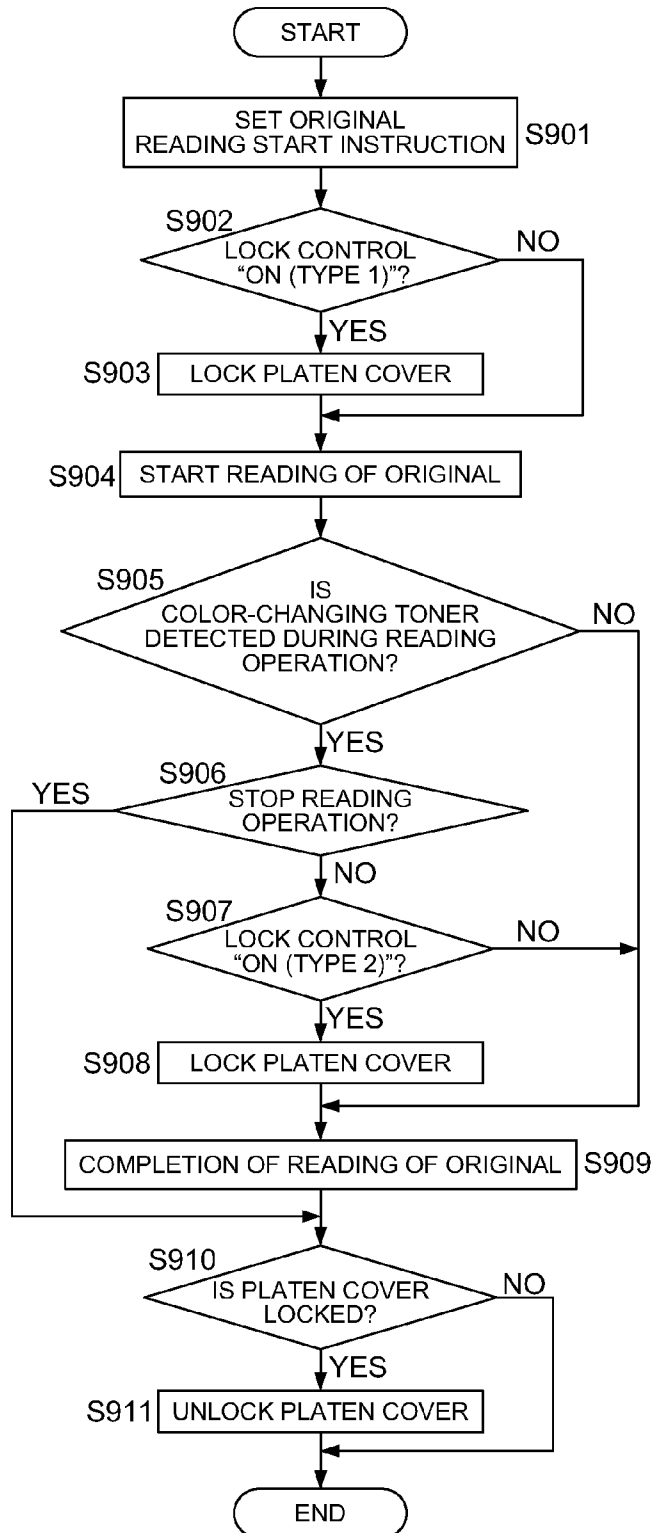 START
SET ORIGINAL
READING START INSTRUCTION
S901
S902
LOCK CONTROL
“ON (TYPE 1)”?
NO
YES
S903
LOCK PLATEN COVER
S904
START READING OF ORIGINAL
S905
IS
COLOR-CHANGING TONER
DETECTED DURING READING
OPERATION?
NO
YES
S906
YES
STOP READING
OPERATION?
NO
S907
LOCK CONTROL
“ON (TYPE 2)”?
NO
YES
S908
LOCK PLATEN COVER
COMPLETION OF READING OF ORIGINAL
S909
S910
IS PLATEN COVER
LOCKED?
NO
YES
S911
UNLOCK PLATEN COVER
END